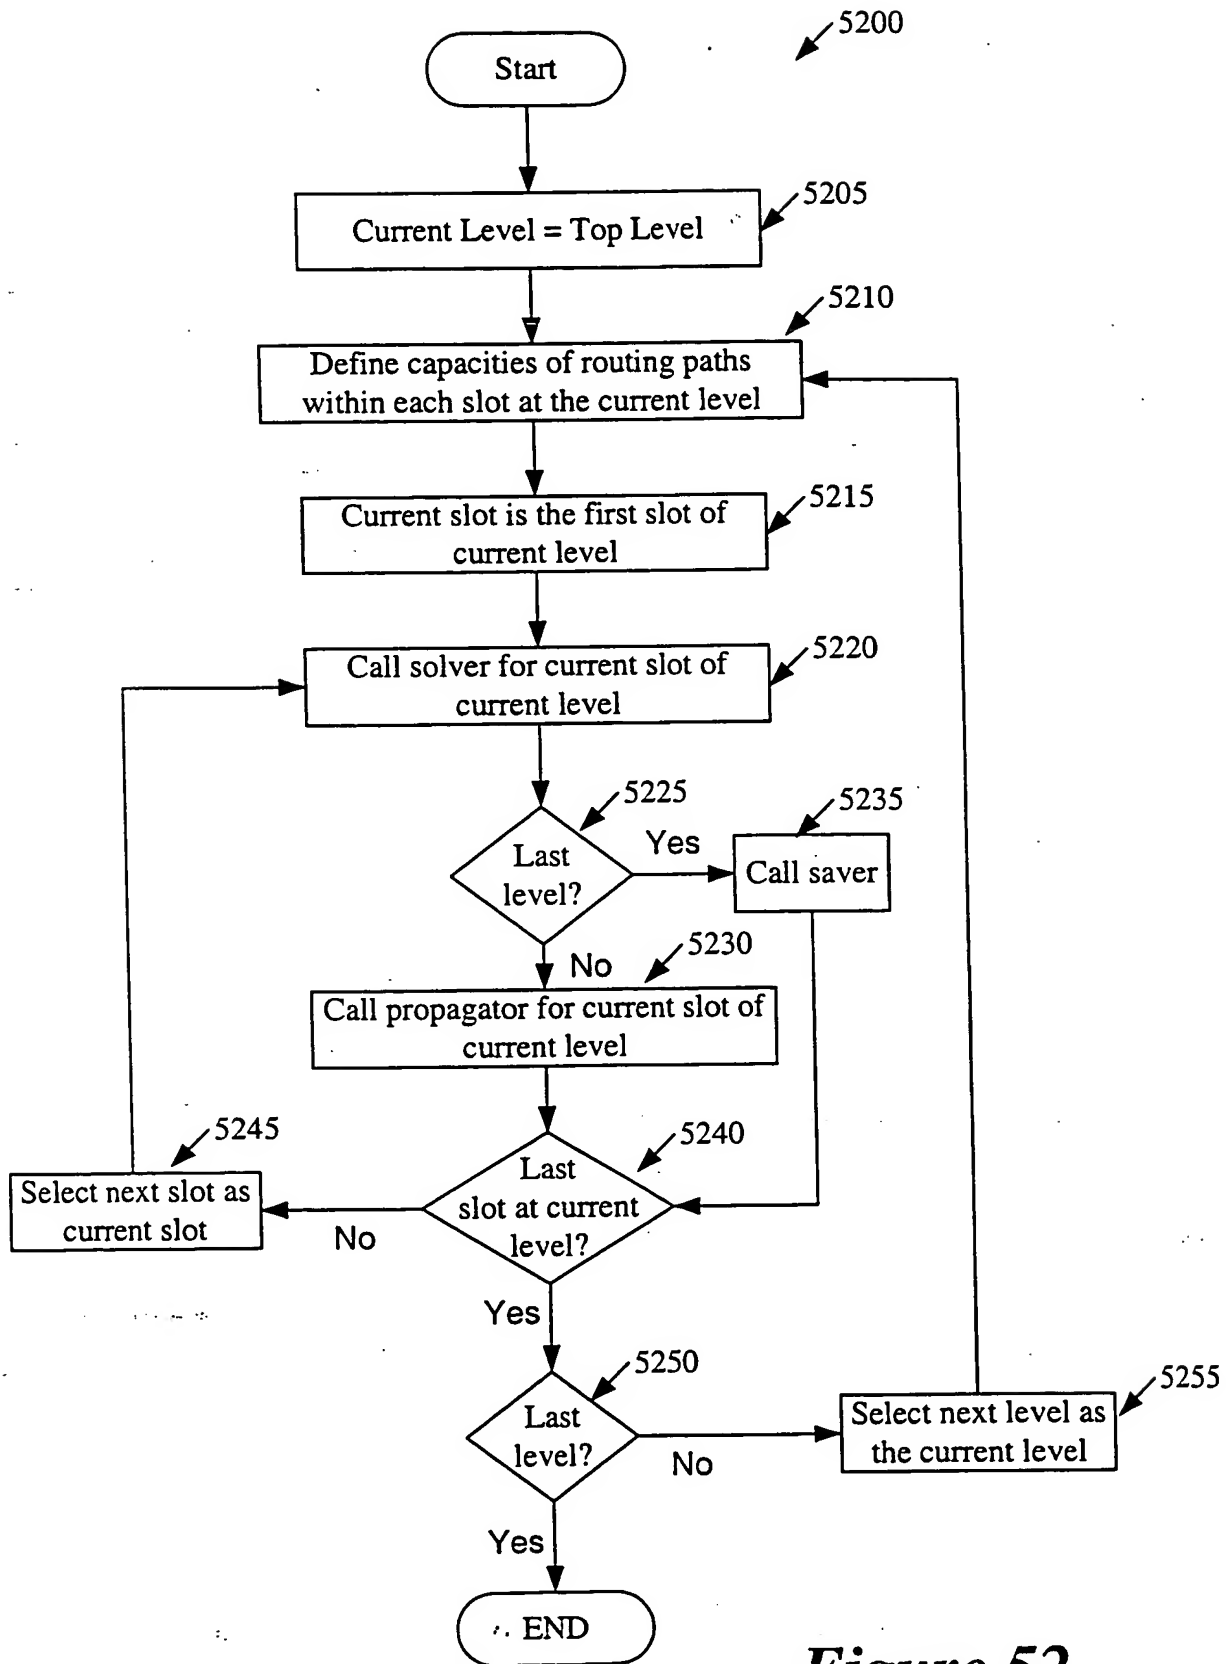 5200
Start
5205
Current Level = Top Level
5210
Define capacities of routing paths
within each slot at the current level
5215
Current slot is the first slot of
current level
5220
Call solver for current slot of
current level
5225
Last
level?
Yes
5235
Call saver
No
5230
Call propagator for current slot of
current level
5245
Select next slot as
current slot
No
5240
Last
slot at current
level?
Yes
5250
Last
level?
No
5255
Select next level as
the current level
Yes
END
Figure 52